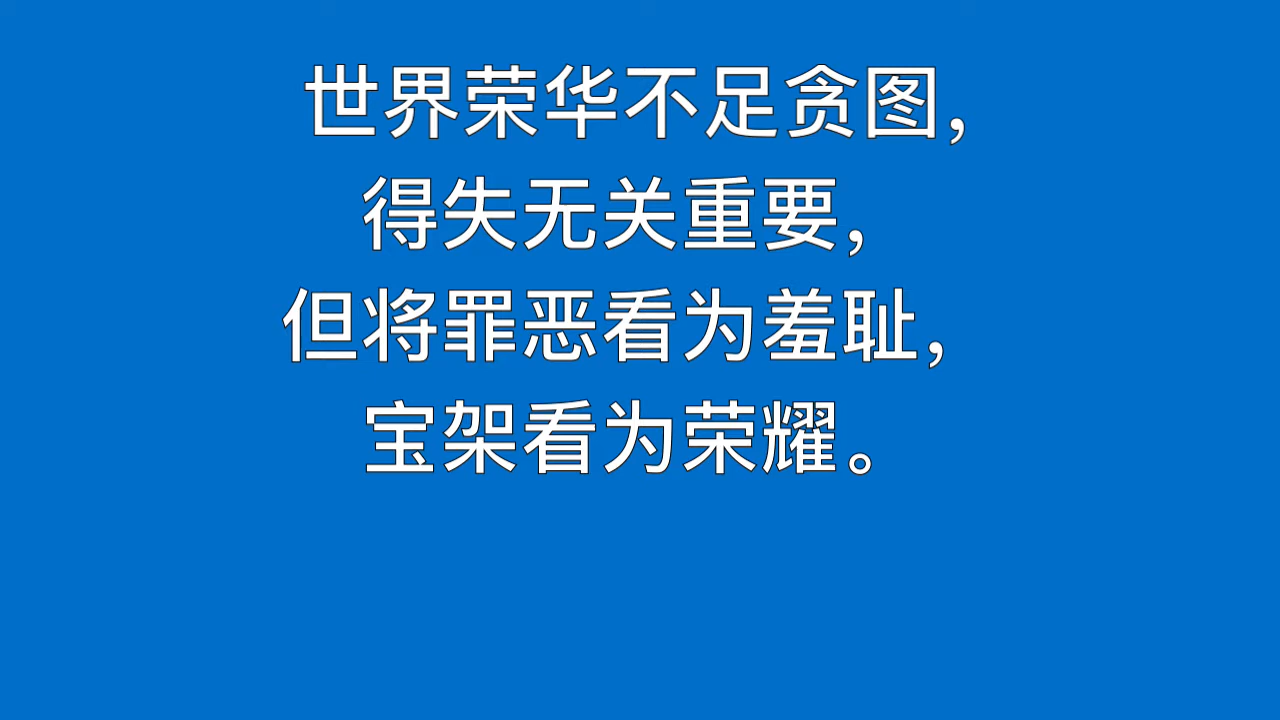 世界荣华不足贪图，
得失无关重要，
但将罪恶看为羞耻，
宝架看为荣耀。